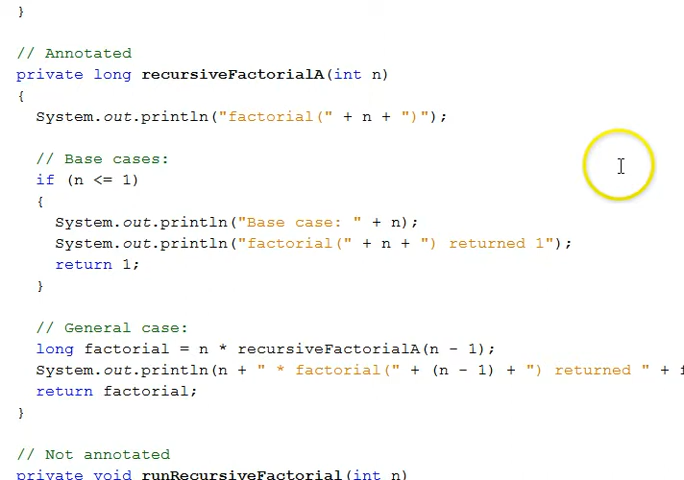 }
// Annotated
private long recursiveFactorialA(int n)
{
System.out.println("factorial(" + n + ")");
// Base cases:
if (n <= 1)
{
System.out.println("Base case: " + n);
System.out.println("factorial(" + n + ") returned 1");
return 1;
}
// General case:
long factorial = n * recursiveFactorialA(n - 1);
System.out.println(n + " * factorial(" + (n - 1) + ") returned " + f
return factorial;
}
// Not annotated
private void runRecursiveFactorial(int n)